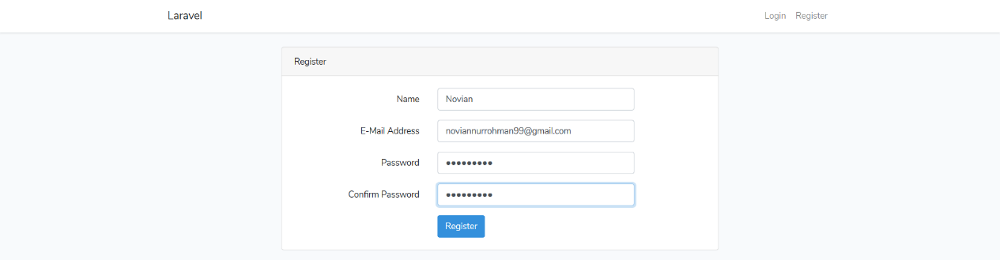 Laravel Login Register
Register
Name Novian
E-Mail Address noviannurrohman99@gmail.com
Password •••••••••
Confirm Password •••••••••
Register